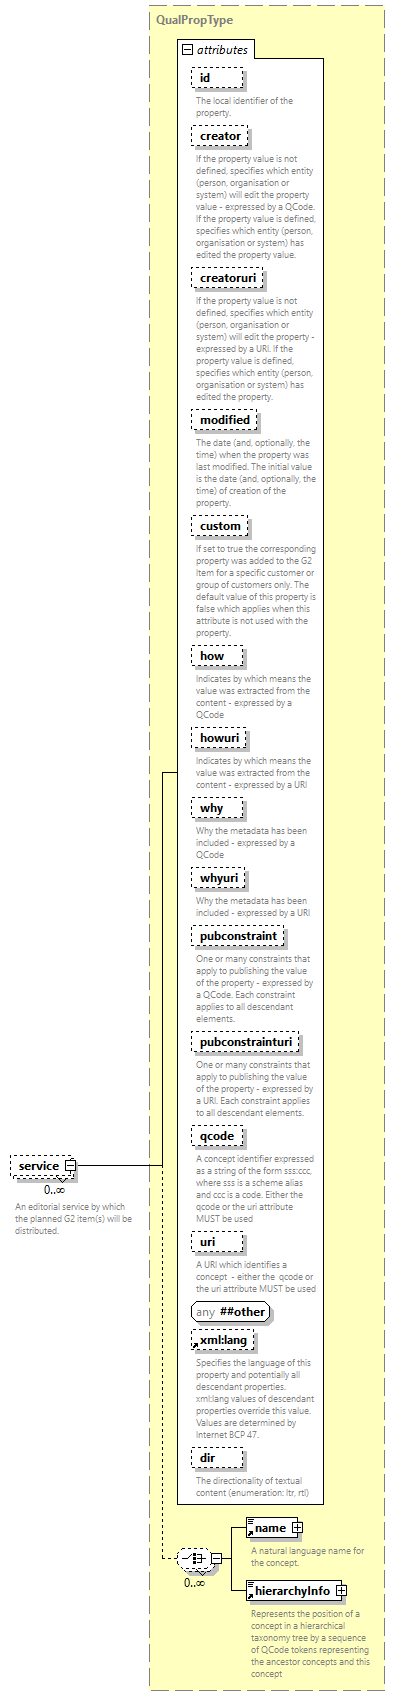 QualPropType
attributes
id
The local identifier of the
property.
creator
If the property value is not
defined, specifies which entity
(person, organisation or
system) will edit the property
value - expressed by a QCode.
If the property value is defined,
specifies which entity (person,
organisation or system) has
edited the property value.
creatoruri
If the property value is not
defined, specifies which entity
(person, organisation or
system) will edit the property -
expressed by a URI. If the
property value is defined,
specifies which entity (person,
organisation or system) has
edited the property.
modified
The date (and, optionally, the
time) when the property was
last modified. The initial value
is the date (and, optionally, the
time) of creation of the
property.
custom
If set to true the corresponding
property was added to the G2
Item for a specific customer or
group of customers only. The
default value of this property is
false which applies when this
attribute is not used with the
property.
how
Indicates by which means the
value was extracted from the
content - expressed by a
QCode
howuri
Indicates by which means the
value was extracted from the
content - expressed by a URI
why
Why the metadata has been
included - expressed by a
QCode
whyuri
Why the metadata has been
included - expressed by a URI
pubconstraint
One or many constraints that
apply to publishing the value
of the property - expressed by
a QCode. Each constraint
applies to all descendant
elements.
pubconstrainturi
One or many constraints that
apply to publishing the value
of the property - expressed by
a URI. Each constraint applies
to all descendant elements.
qcode
A concept identifier expressed
as a string of the form sss:ccc,
where sss is a scheme alias
and ccc is a code. Either the
qcode or the uri attribute
MUST be used
uri
A URI which identifies a
concept - either the qcode or
the uri attribute MUST be used
any ##other
xml:lang
Specifies the language of this
property and potentially all
descendant properties.
xml:lang values of descendant
properties override this value.
Values are determined by
Internet BCP 47.
dir
The directionality of textual
content (enumeration: ltr, rtl)
service
0..∞
An editorial service by which
the planned G2 item(s) will be
distributed.
0..∞
name
A natural language name for
the concept.
hierarchyInfo
Represents the position of a
concept in a hierarchical
taxonomy tree by a sequence
of QCode tokens representing
the ancestor concepts and this
concept